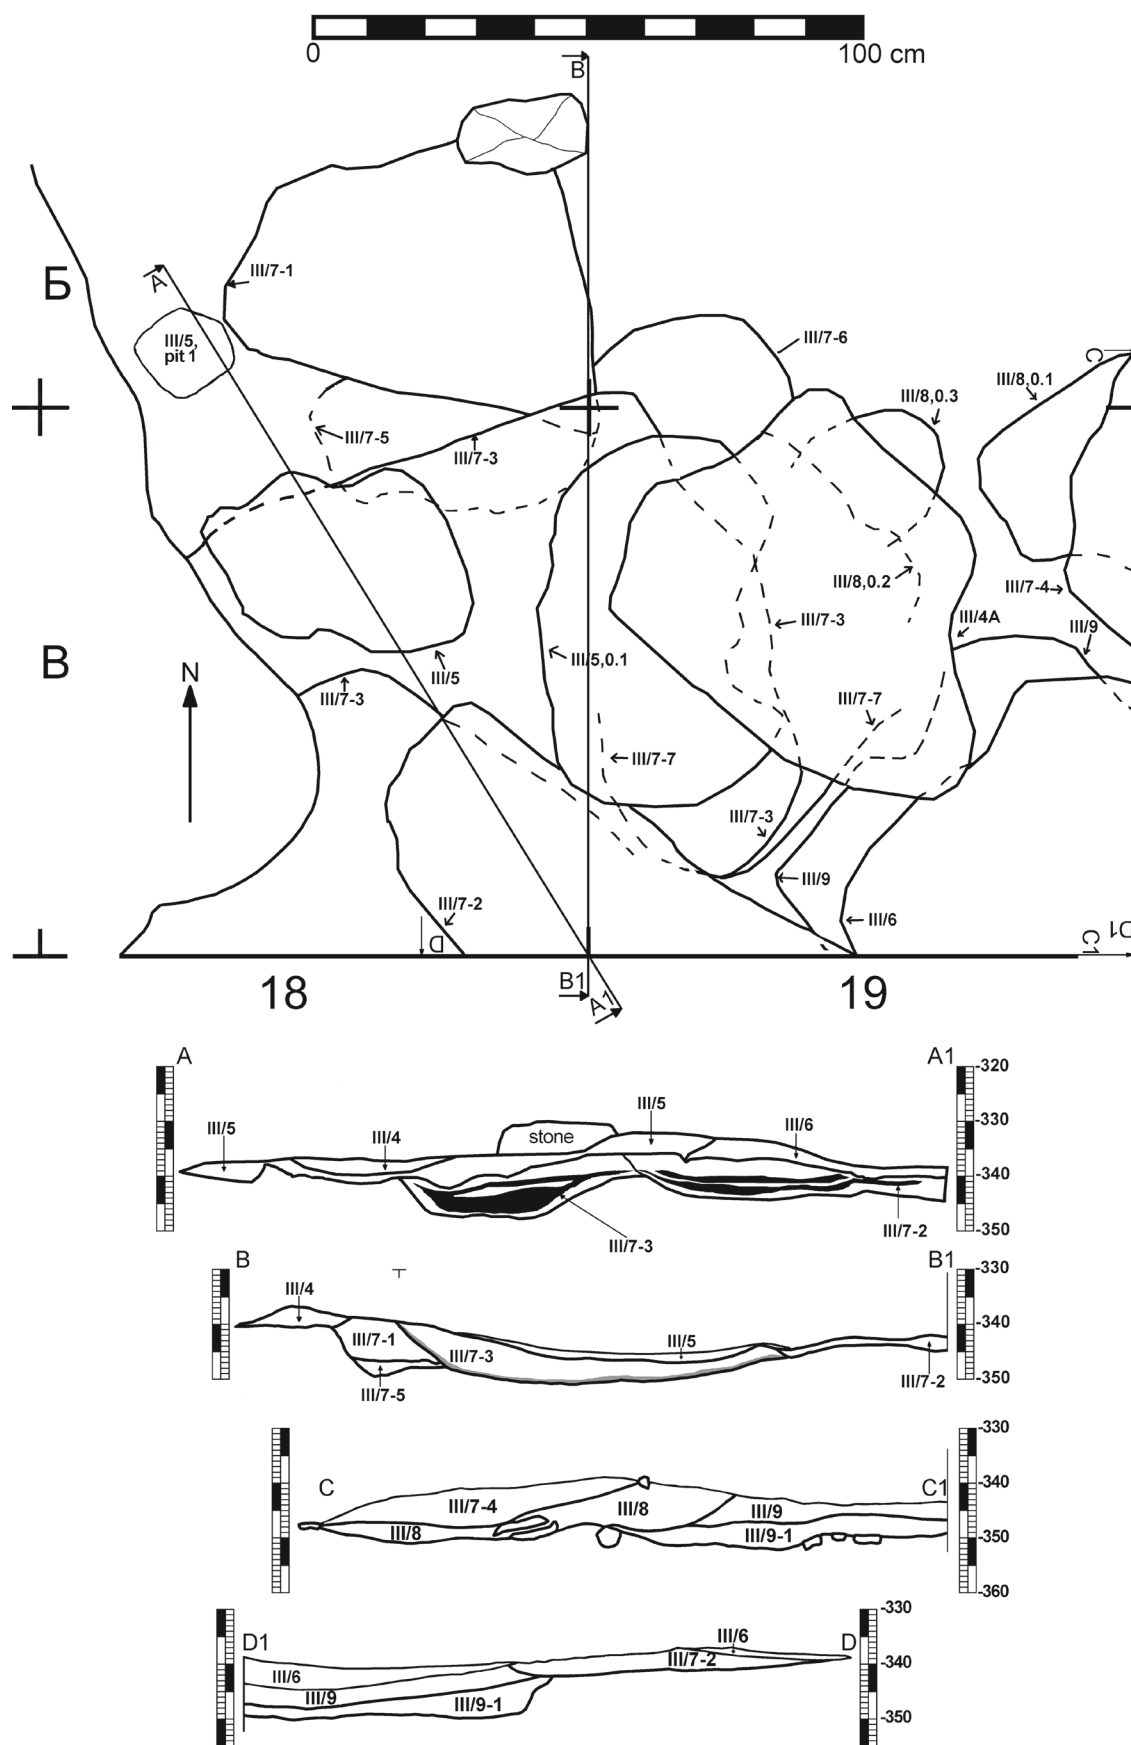 0 100 cm
B
Б
A
III/7-1
III/5,
pit 1
III/7-6
C
III/8,0.1
III/8,0.3
III/7-5
III/7-3
III/8,0.2
III/7-4
III/7-3
III/4A
III/9
В
III/5,0.1
III/5
N
III/7-3
III/7-7
III/7-7
III/7-3
III/9
III/7-2
III/6
D
D1
C1
18
B1
A1
19
A A1
-320
III/5
III/4
stone
III/5
III/6
-330
-340
III/7-2
-350
III/7-3
B B1
-330
III/4
III/7-1
III/7-3
III/5
-340
III/7-5
III/7-2
-350
C C1
-330
-340
III/7-4
III/8
III/9
III/8
III/9-1
-350
-360
D1 D
-330
III/6
III/7-2
-340
III/6
III/9
III/9-1
-350